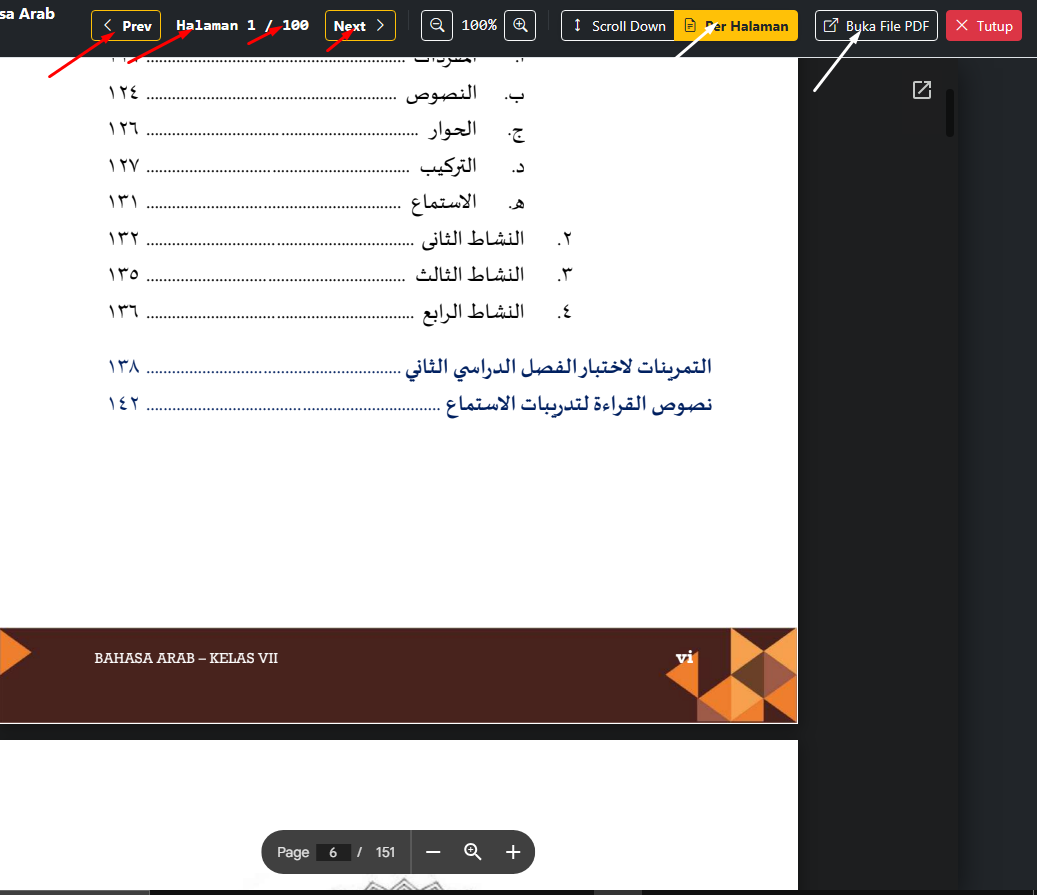 sa Arab
Prev Halaman 1 / 100 Next 100% Scroll Down Per Halaman Buka File PDF Tutup
أ. المفردات
ب. النصوص ........ ١٢٤
ج. الحوار ........ ١٢٦
د. التركيب ........ ١٢٧
ه. الاستماع ........ ١٣١
٢. النشاط الثانى ........ ١٣٢
٣. النشاط الثالث ........ ١٣٥
٤. النشاط الرابع ........ ١٣٦
التمرينات لاختبار الفصل الدراسي الثاني ........ ١٣٨
نصوص القراءة لتدريبات الاستماع ........ ١٤٢
BAHASA ARAB – KELAS VII vi
Page 6 / 151